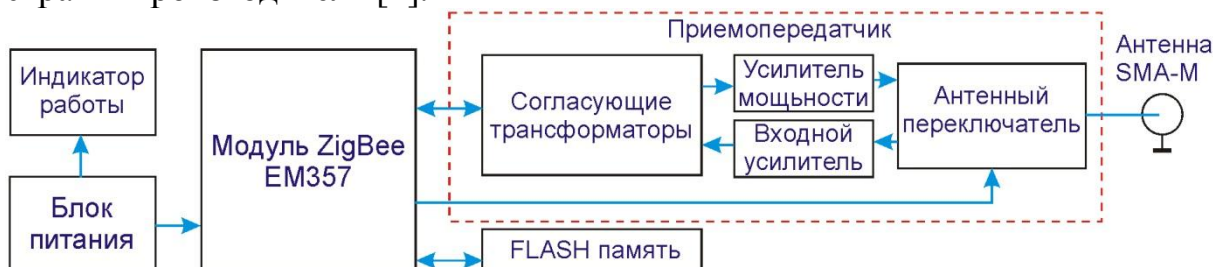 Приемопередатчик
Антенна
SMA-M
Индикатор
работы
Модуль ZigBee
EM357
Согласующие
трансформаторы
Усилитель
мощьности
Входной
усилитель
Антенный
переключатель
Блок
питания
FLASH память